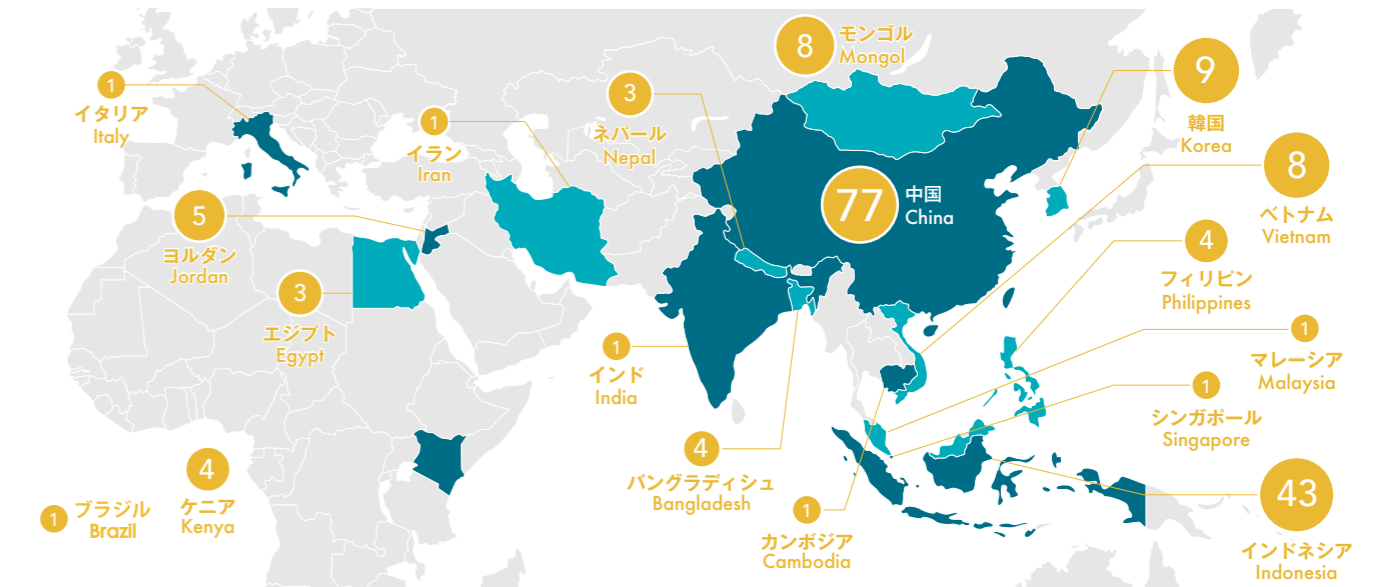 8
モンゴル
Mongol
9
韓国
Korea
1
イタリア
Italy
3
ネパール
Nepal
1
イラン
Iran
8
ベトナム
Vietnam
77
中国
China
5
ヨルダン
Jordan
4
フィリピン
Philippines
3
エジプト
Egypt
1
インド
India
1
マレーシア
Malaysia
1
シンガポール
Singapore
4
バングラディシュ
Bangladesh
4
ケニア
Kenya
1
ブラジル
Brazil
1
カンボジア
Cambodia
43
インドネシア
Indonesia